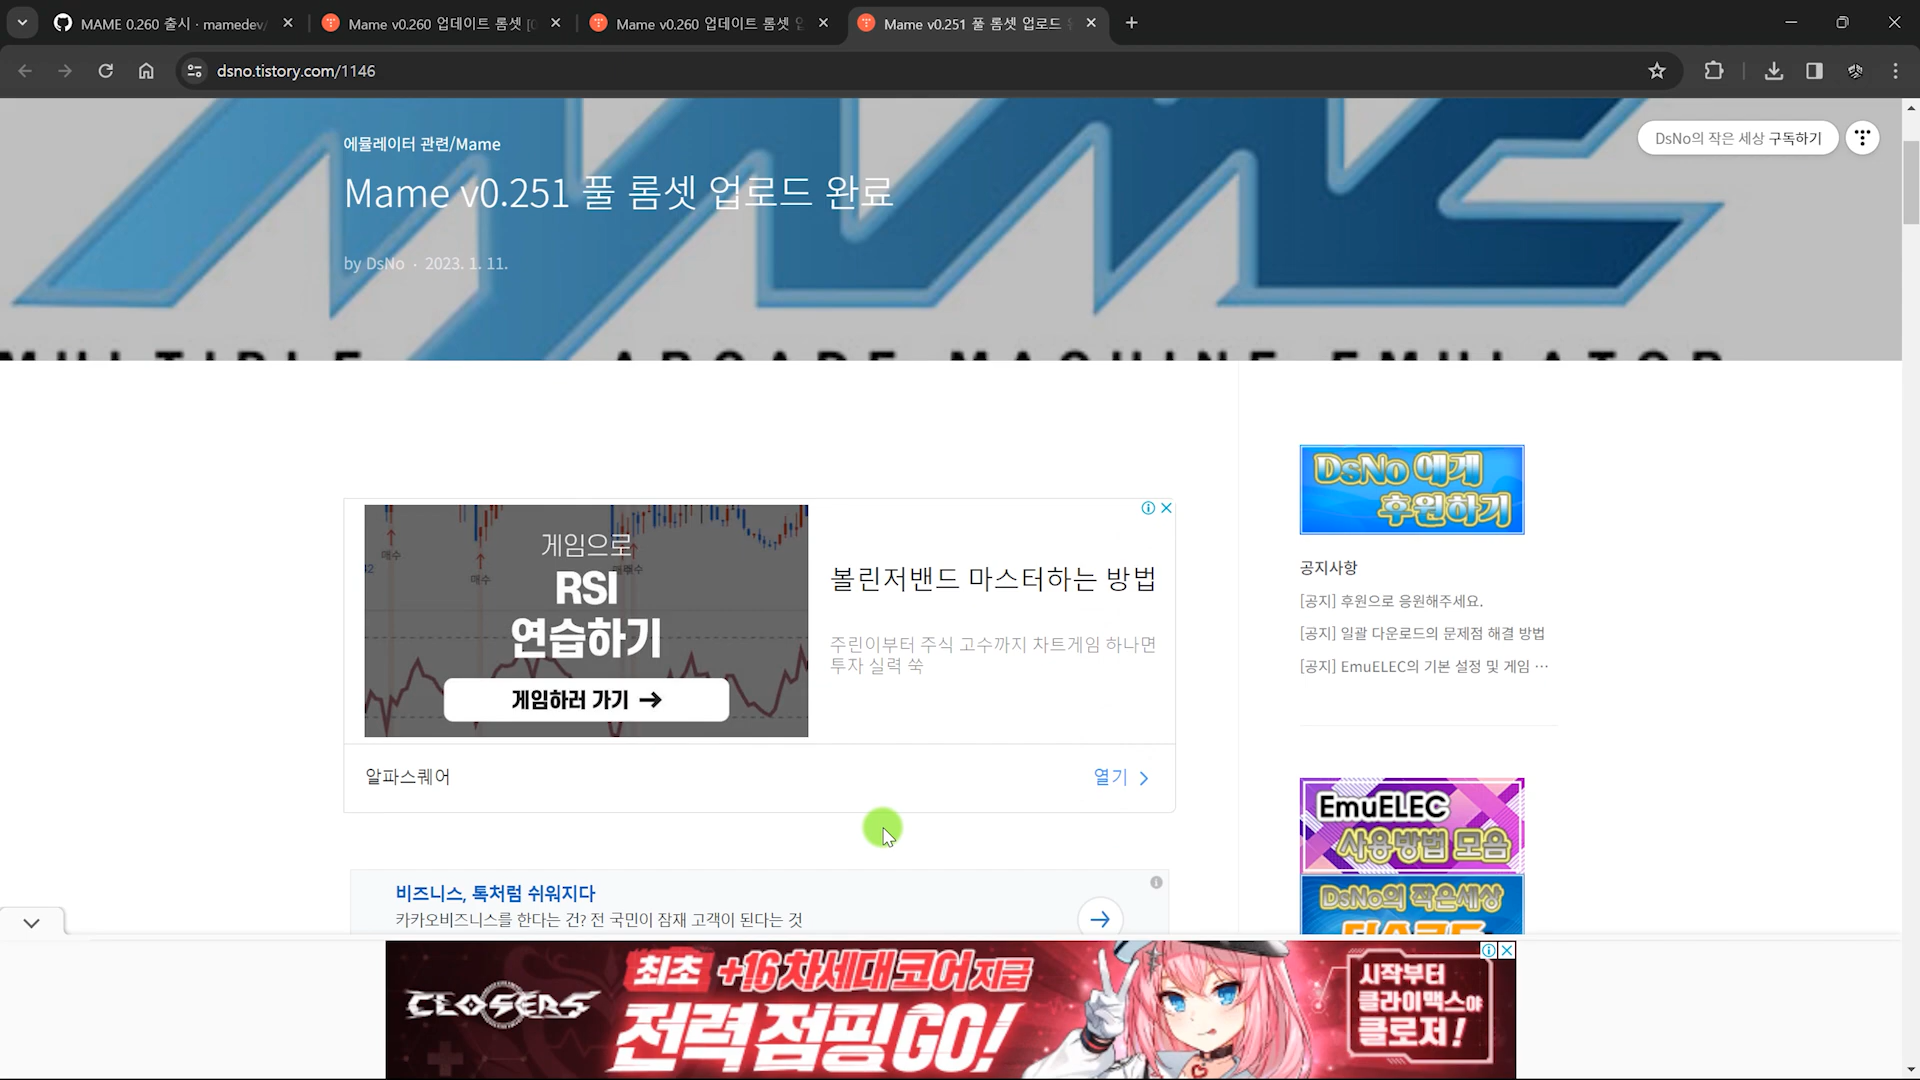 MAME 0.260 출시 · mamedev/
Mame v0.260 업데이트 롬셋 [
Mame v0.260 업데이트 롬셋
Mame v0.251 풀 롬셋 업로드
dsno.tistory.com/1146
에뮬레이터 관련/Mame
DsNo의 작은 세상 구독하기
Mame v0.251 풀 롬셋 업로드 완료
by DsNo · 2023. 1. 11.
MULTIPLE ARCADE MACHINE EMULATOR
DsNo 에게
후원하기
매수
매수
게임으로
RSI
연습하기
게임하러 가기 →
볼린저밴드 마스터하는 방법
주린이부터 주식 고수까지 차트게임 하나면
투자 실력 쑥
알파스퀘어
열기
공지사항
[공지] 후원으로 응원해주세요.
[공지] 일괄 다운로드의 문제점 해결 방법
[공지] EmuELEC의 기본 설정 및 게임 ···
EmuELEC
사용방법 모음
DsNo의 작은세상
디스코드
비즈니스, 톡처럼 쉬워지다
카카오비즈니스를 한다는 건? 전 국민이 잠재 고객이 된다는 것
CLOSERS
최초 +16 차세대 코어 지급
전력점핑GO!
시작부터
클라이맥스야
클로저!